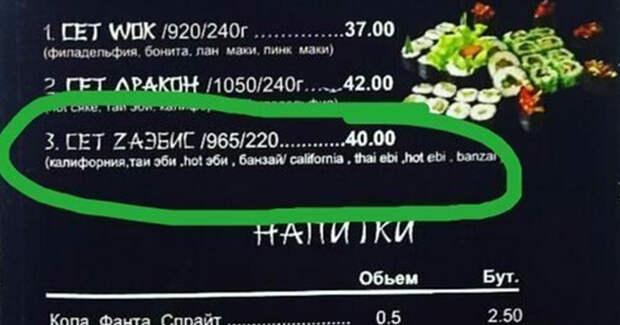 1. СЕТ WOK /920/240г ............37.00
(филадельфия, бонита, лан маки, пинк маки)
2. СЕТ ДРАКОН /1050/240г.......42.00
3. СЕТ ZАЭБИС /965/220............40.00
(калифорния,таи эби ,hot эби , банзай/ california , thai ebi ,hot ebi , banzai
НАПИТКИ
Обьем Бут.
Кола, Фанта, Спрайт 0.5 2.50